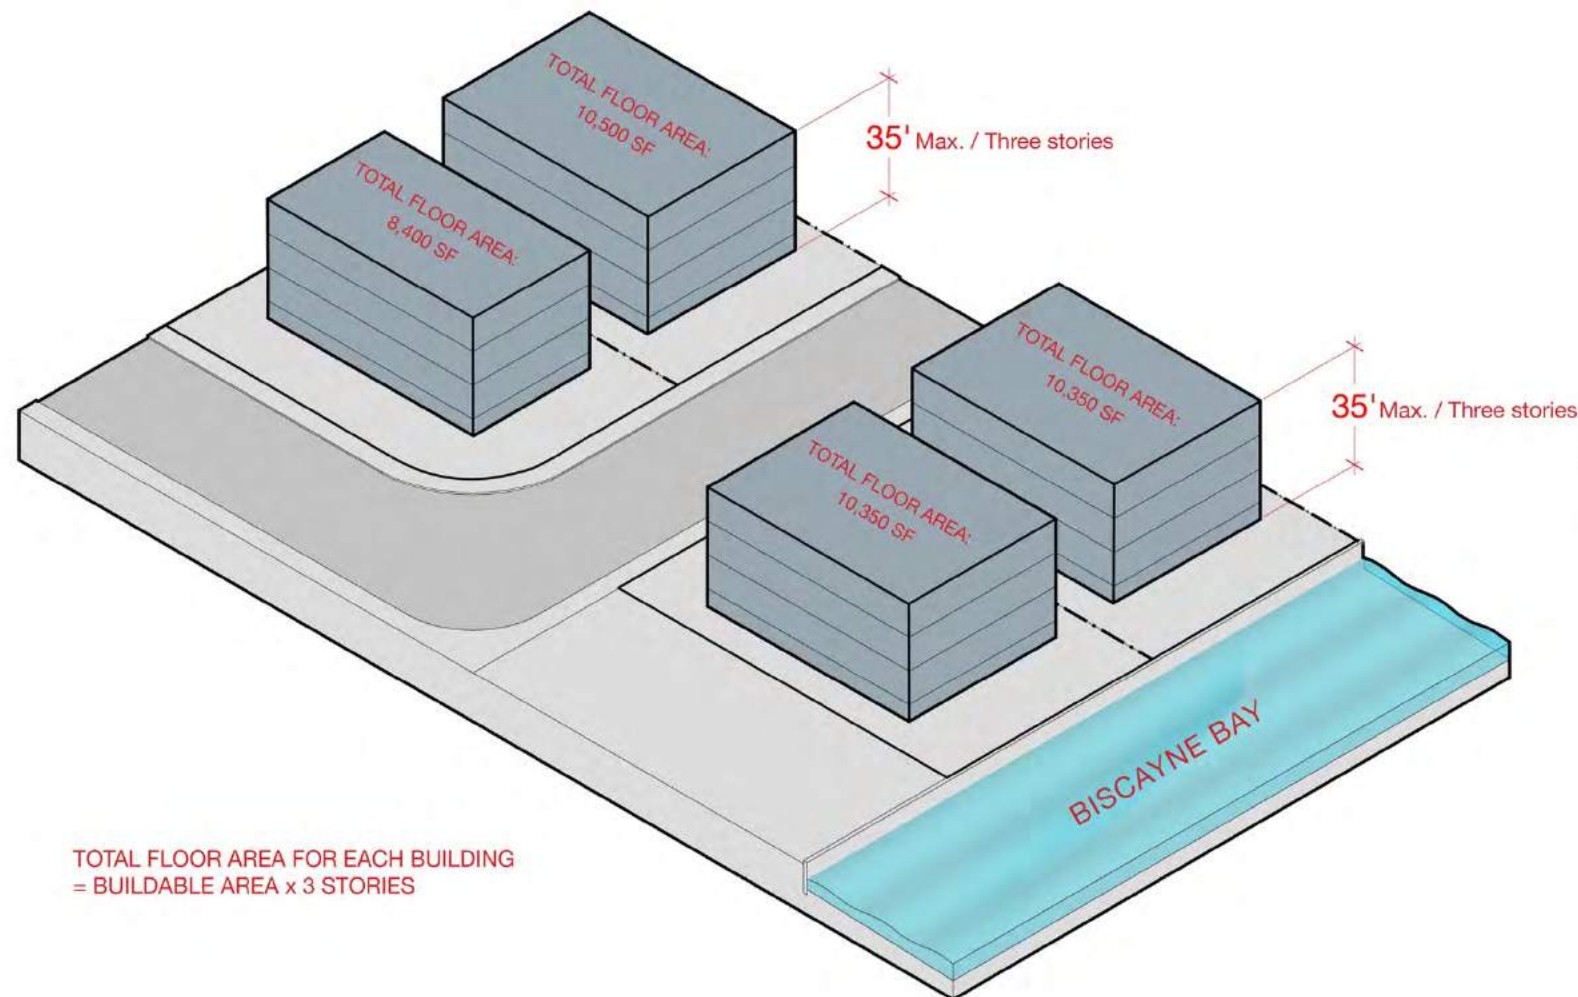 TOTAL FLOOR AREA:
10,500 SF
35' Max. / Three stories
TOTAL FLOOR AREA:
8,400 SF
TOTAL FLOOR AREA:
10,350 SF
35' Max. / Three stories
TOTAL FLOOR AREA:
10,350 SF
BISCAYNE BAY
TOTAL FLOOR AREA FOR EACH BUILDING
= BUILDABLE AREA x 3 STORIES